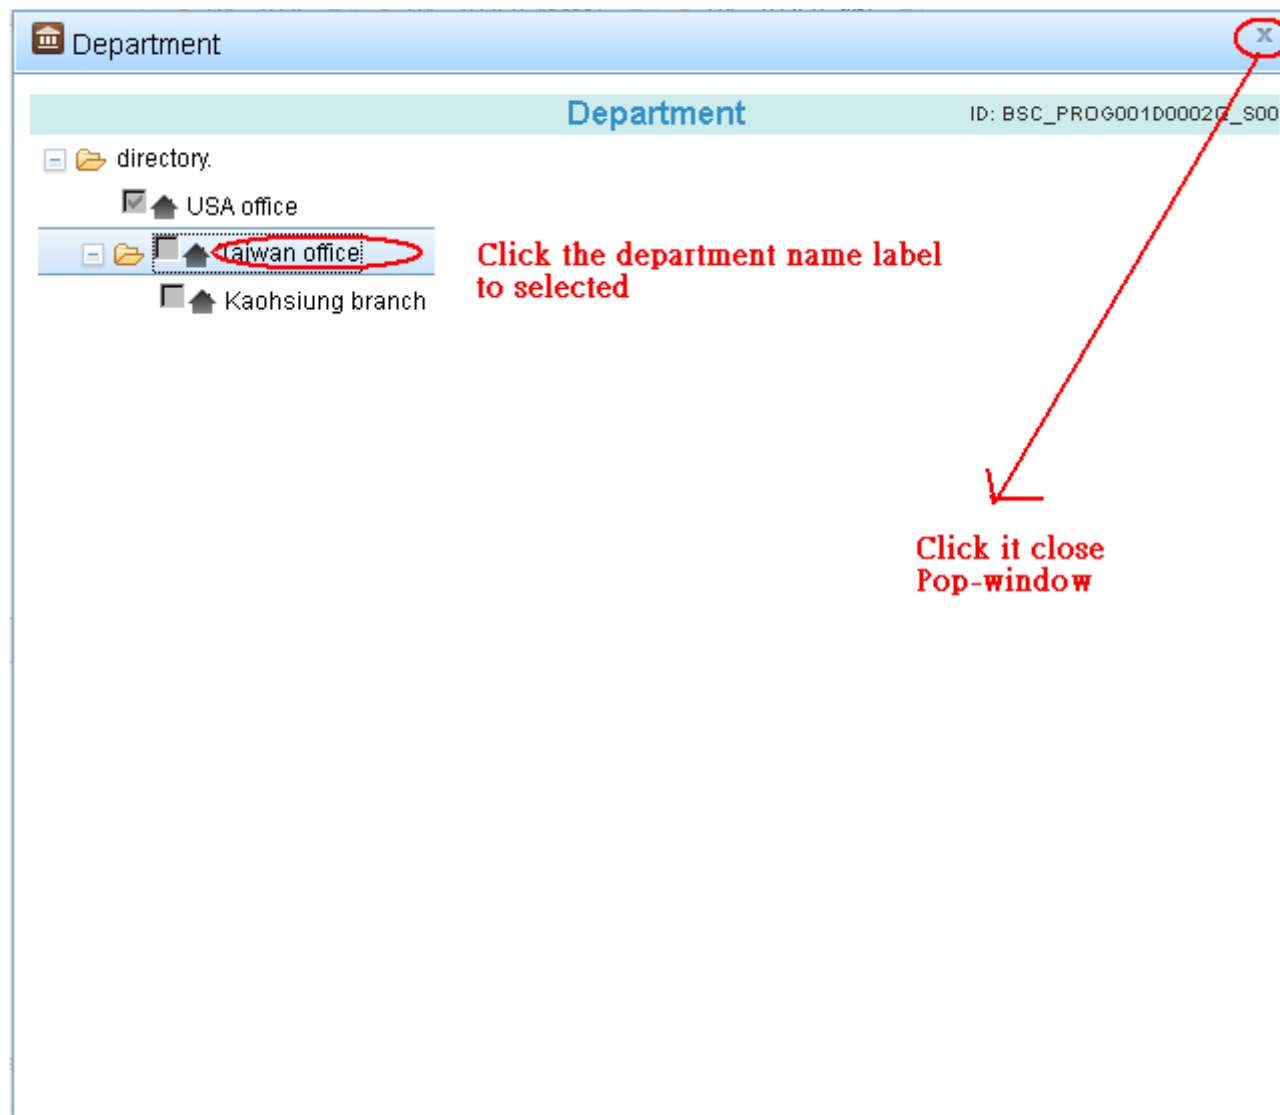 Department
x
Department
ID: BSC_PROG001D0002Q_S00
directory.
USA office
Taiwan office
Kaohsiung branch
Click the department name label
to selected
Click it close
Pop-window